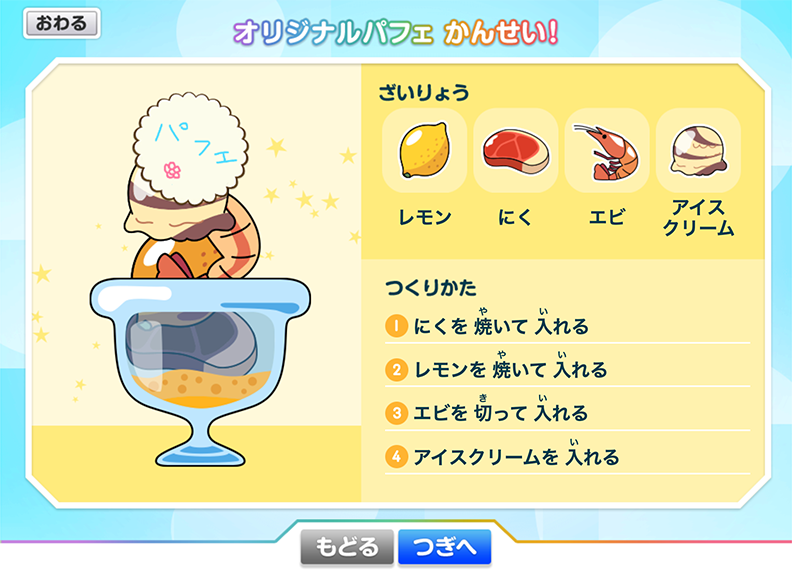 おわる
オリジナルパフェ かんせい!
パフェ
ざいりょう
レモン
にく
エビ
アイス
クリーム
つくりかた
1 にくを 焼いて 入れる
2 レモンを 焼いて 入れる
3 エビを 切って 入れる
4 アイスクリームを 入れる
もどる
つぎへ